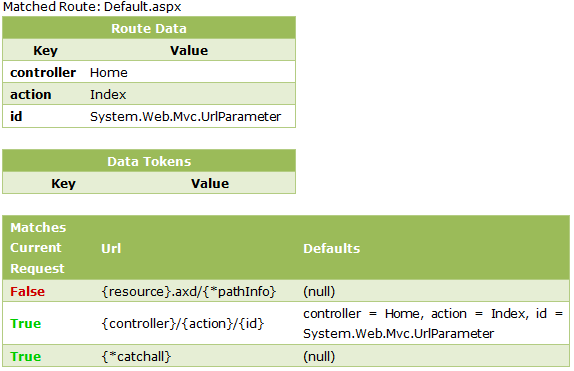 Matched Route: Default.aspx
Route Data
Key Value
controller Home
action Index
id System.Web.Mvc.UrlParameter
Data Tokens
Key Value
Matches
Current
Request
Url
Defaults
False {resource}.axd/{*pathInfo} (null)
True {controller}/{action}/{id} controller = Home, action = Index, id =
System.Web.Mvc.UrlParameter
True {*catchall} (null)